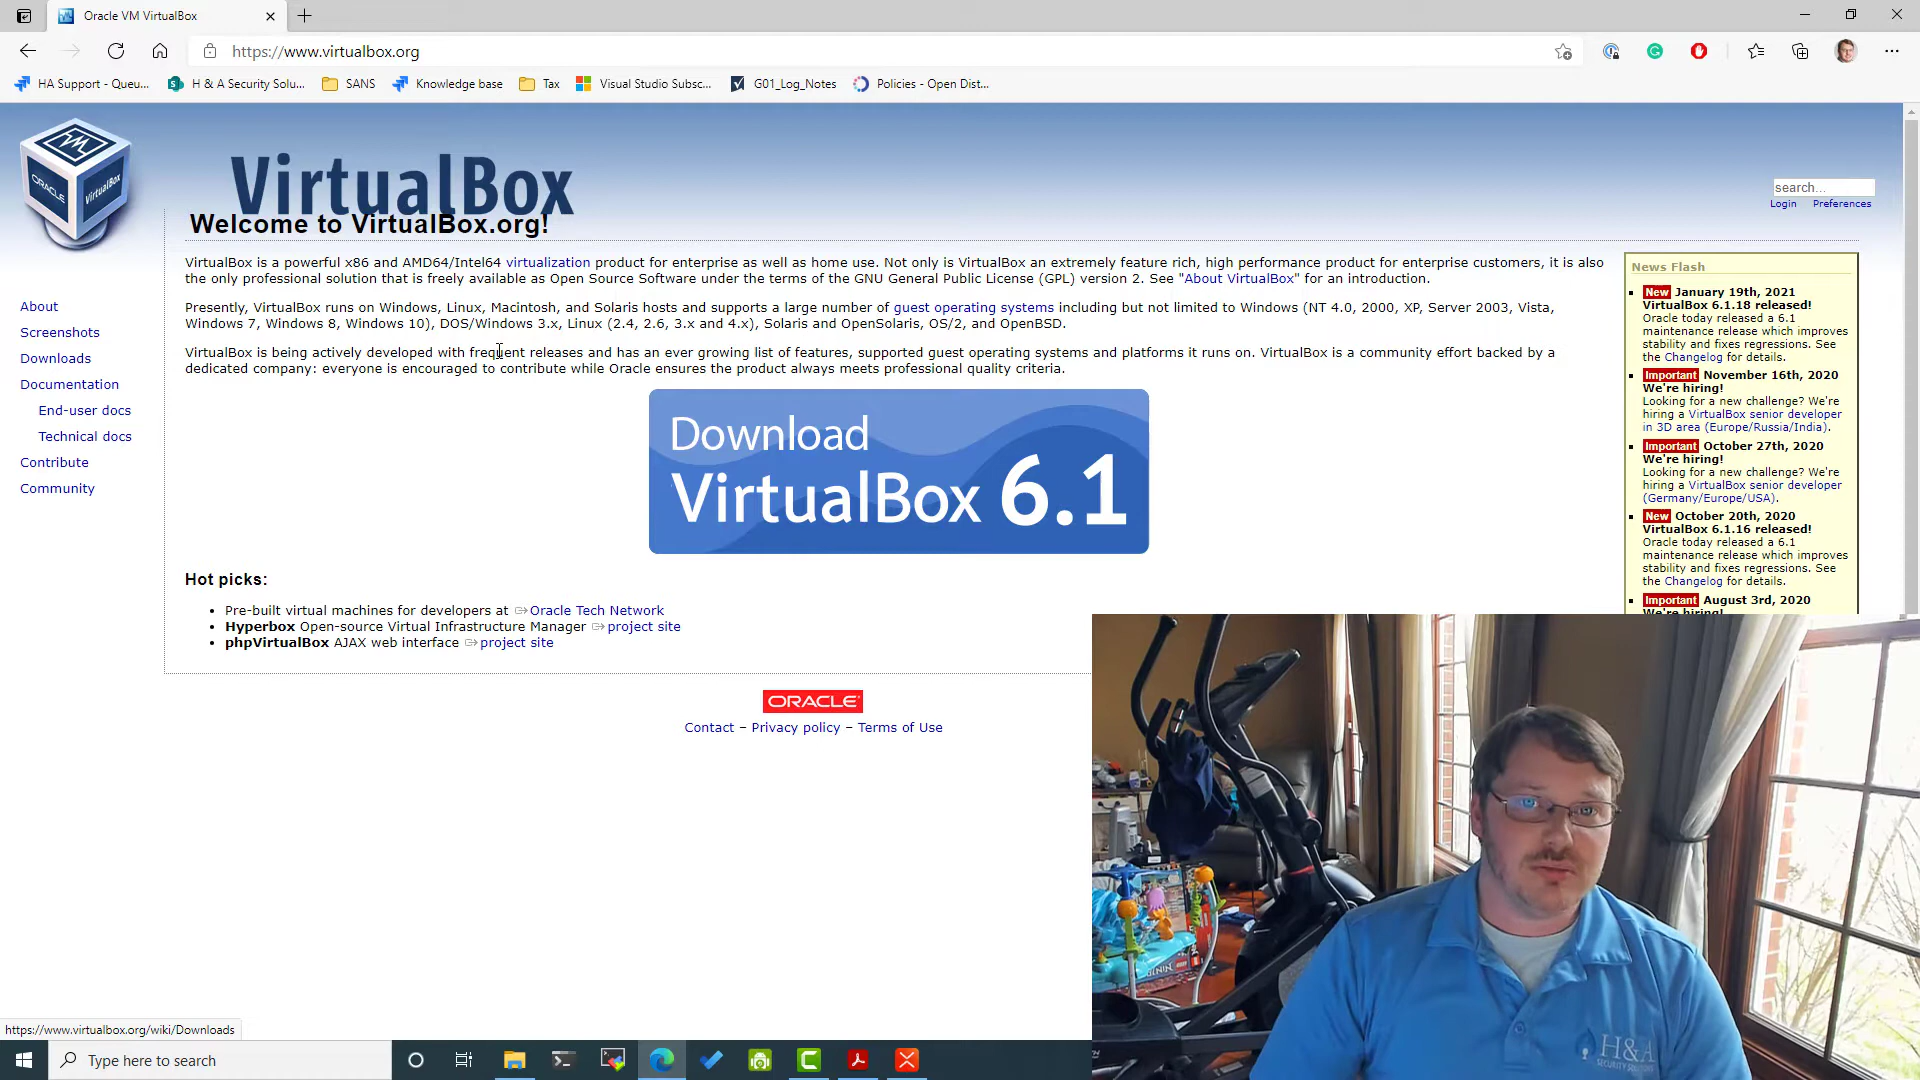 Oracle VM VirtualBox
https://www.virtualbox.org
HA Support - Queu...
H & A Security Solu...
SANS
Knowledge base
Tax
Visual Studio Subsc...
G01_Log_Notes
Policies - Open Dist...
ORACLE
VirtualBox
VirtualBox
search...
Login
Preferences
About
Screenshots
Downloads
Documentation
End-user docs
Technical docs
Contribute
Community
Welcome to VirtualBox.org!
VirtualBox is a powerful x86 and AMD64/Intel64 virtualization product for enterprise as well as home use. Not only is VirtualBox an extremely feature rich, high performance product for enterprise customers, it is also
the only professional solution that is freely available as Open Source Software under the terms of the GNU General Public License (GPL) version 2. See "About VirtualBox" for an introduction.
Presently, VirtualBox runs on Windows, Linux, Macintosh, and Solaris hosts and supports a large number of guest operating systems including but not limited to Windows (NT 4.0, 2000, XP, Server 2003, Vista,
Windows 7, Windows 8, Windows 10), DOS/Windows 3.x, Linux (2.4, 2.6, 3.x and 4.x), Solaris and OpenSolaris, OS/2, and OpenBSD.
VirtualBox is being actively developed with frequent releases and has an ever growing list of features, supported guest operating systems and platforms it runs on. VirtualBox is a community effort backed by a
dedicated company: everyone is encouraged to contribute while Oracle ensures the product always meets professional quality criteria.
Download
VirtualBox 6.1
Hot picks:
Pre-built virtual machines for developers at Oracle Tech Network
Hyperbox Open-source Virtual Infrastructure Manager project site
phpVirtualBox AJAX web interface project site
ORACLE
Contact – Privacy policy – Terms of Use
News Flash
New January 19th, 2021
VirtualBox 6.1.18 released!
Oracle today released a 6.1
maintenance release which improves
stability and fixes regressions. See
the Changelog for details.
Important November 16th, 2020
We're hiring!
Looking for a new challenge? We're
hiring a VirtualBox senior developer
in 3D area (Europe/Russia/India).
Important October 27th, 2020
We're hiring!
Looking for a new challenge? We're
hiring a VirtualBox senior developer
(Germany/Europe/USA).
New October 20th, 2020
VirtualBox 6.1.16 released!
Oracle today released a 6.1
maintenance release which improves
stability and fixes regressions. See
the Changelog for details.
Important August 3rd, 2020
We're hiring!
https://www.virtualbox.org/wiki/Downloads
Type here to search
H&A
SECURITY SOLUTIONS